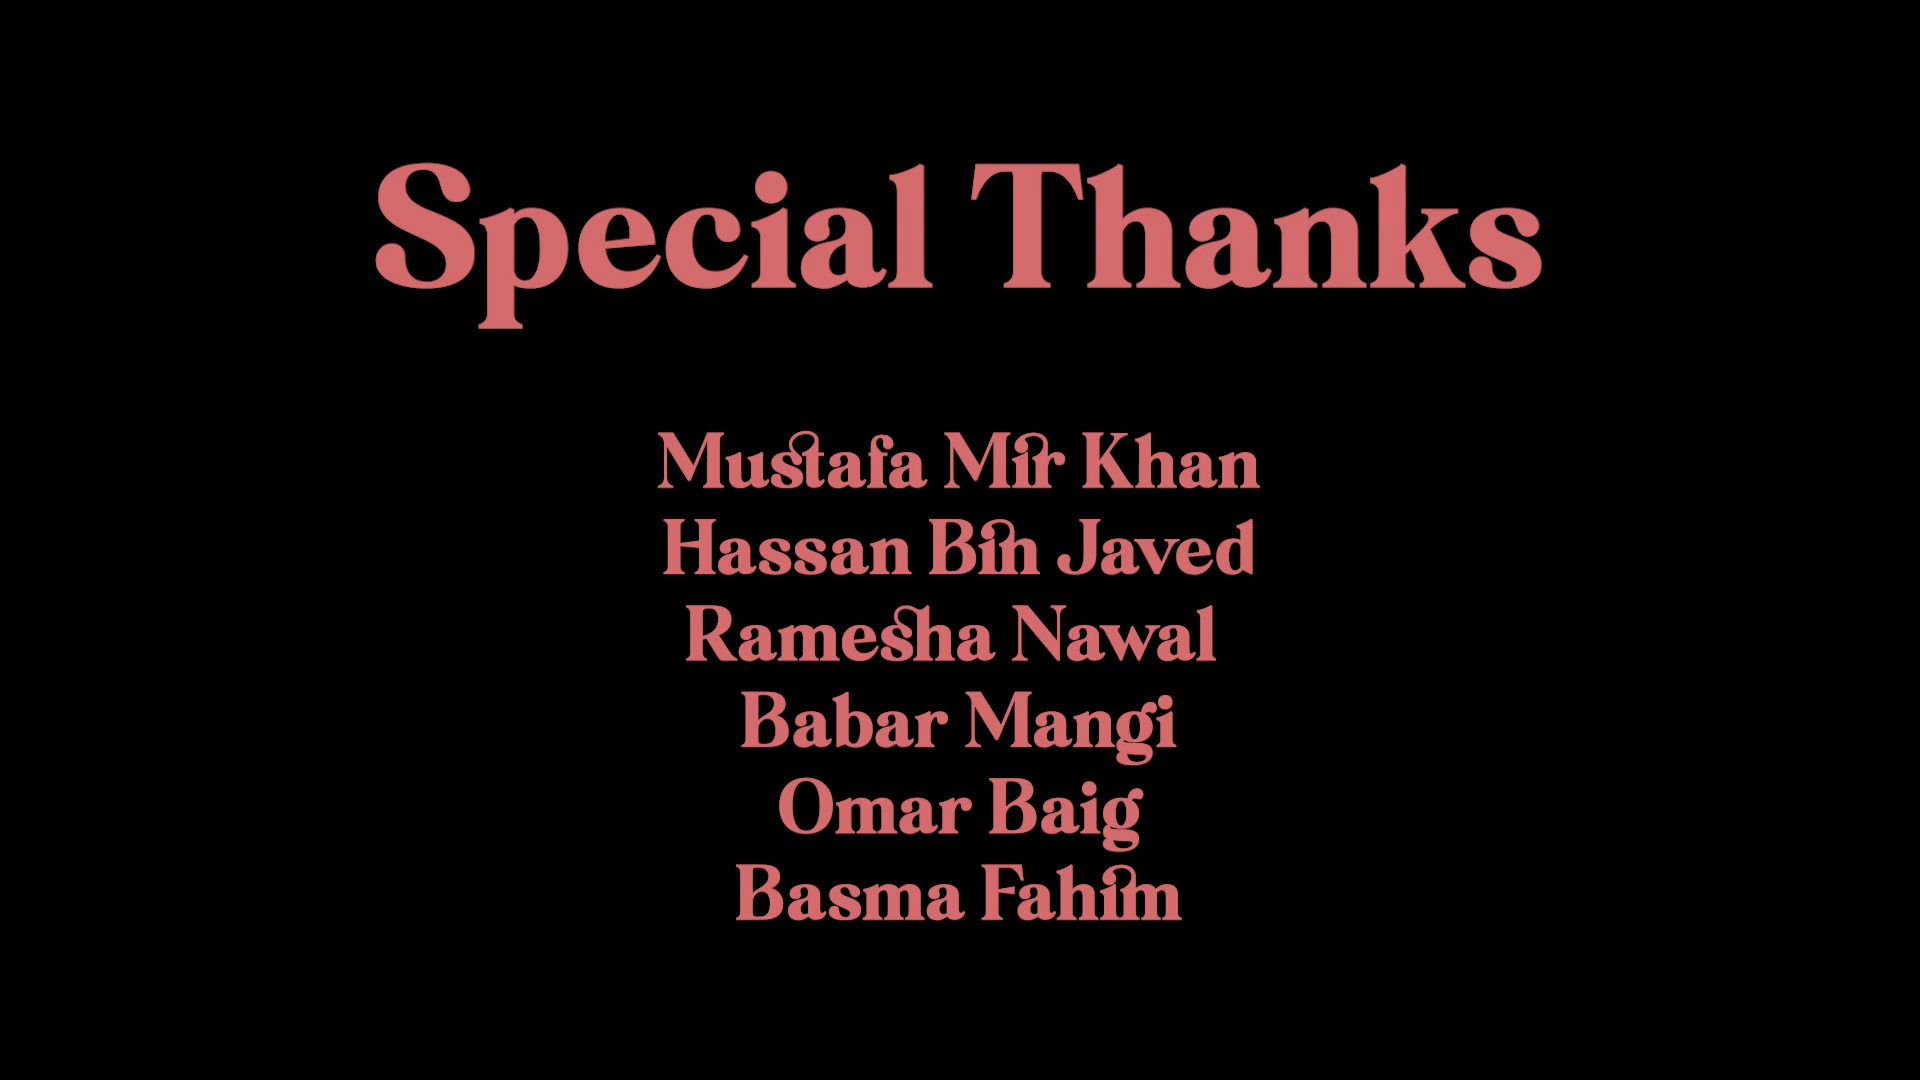 Special Thanks
Mustafa Mir Khan
Hassan Bin Javed
Ramesha Nawal
Babar Mangi
Omar Baig
Basma Fahim